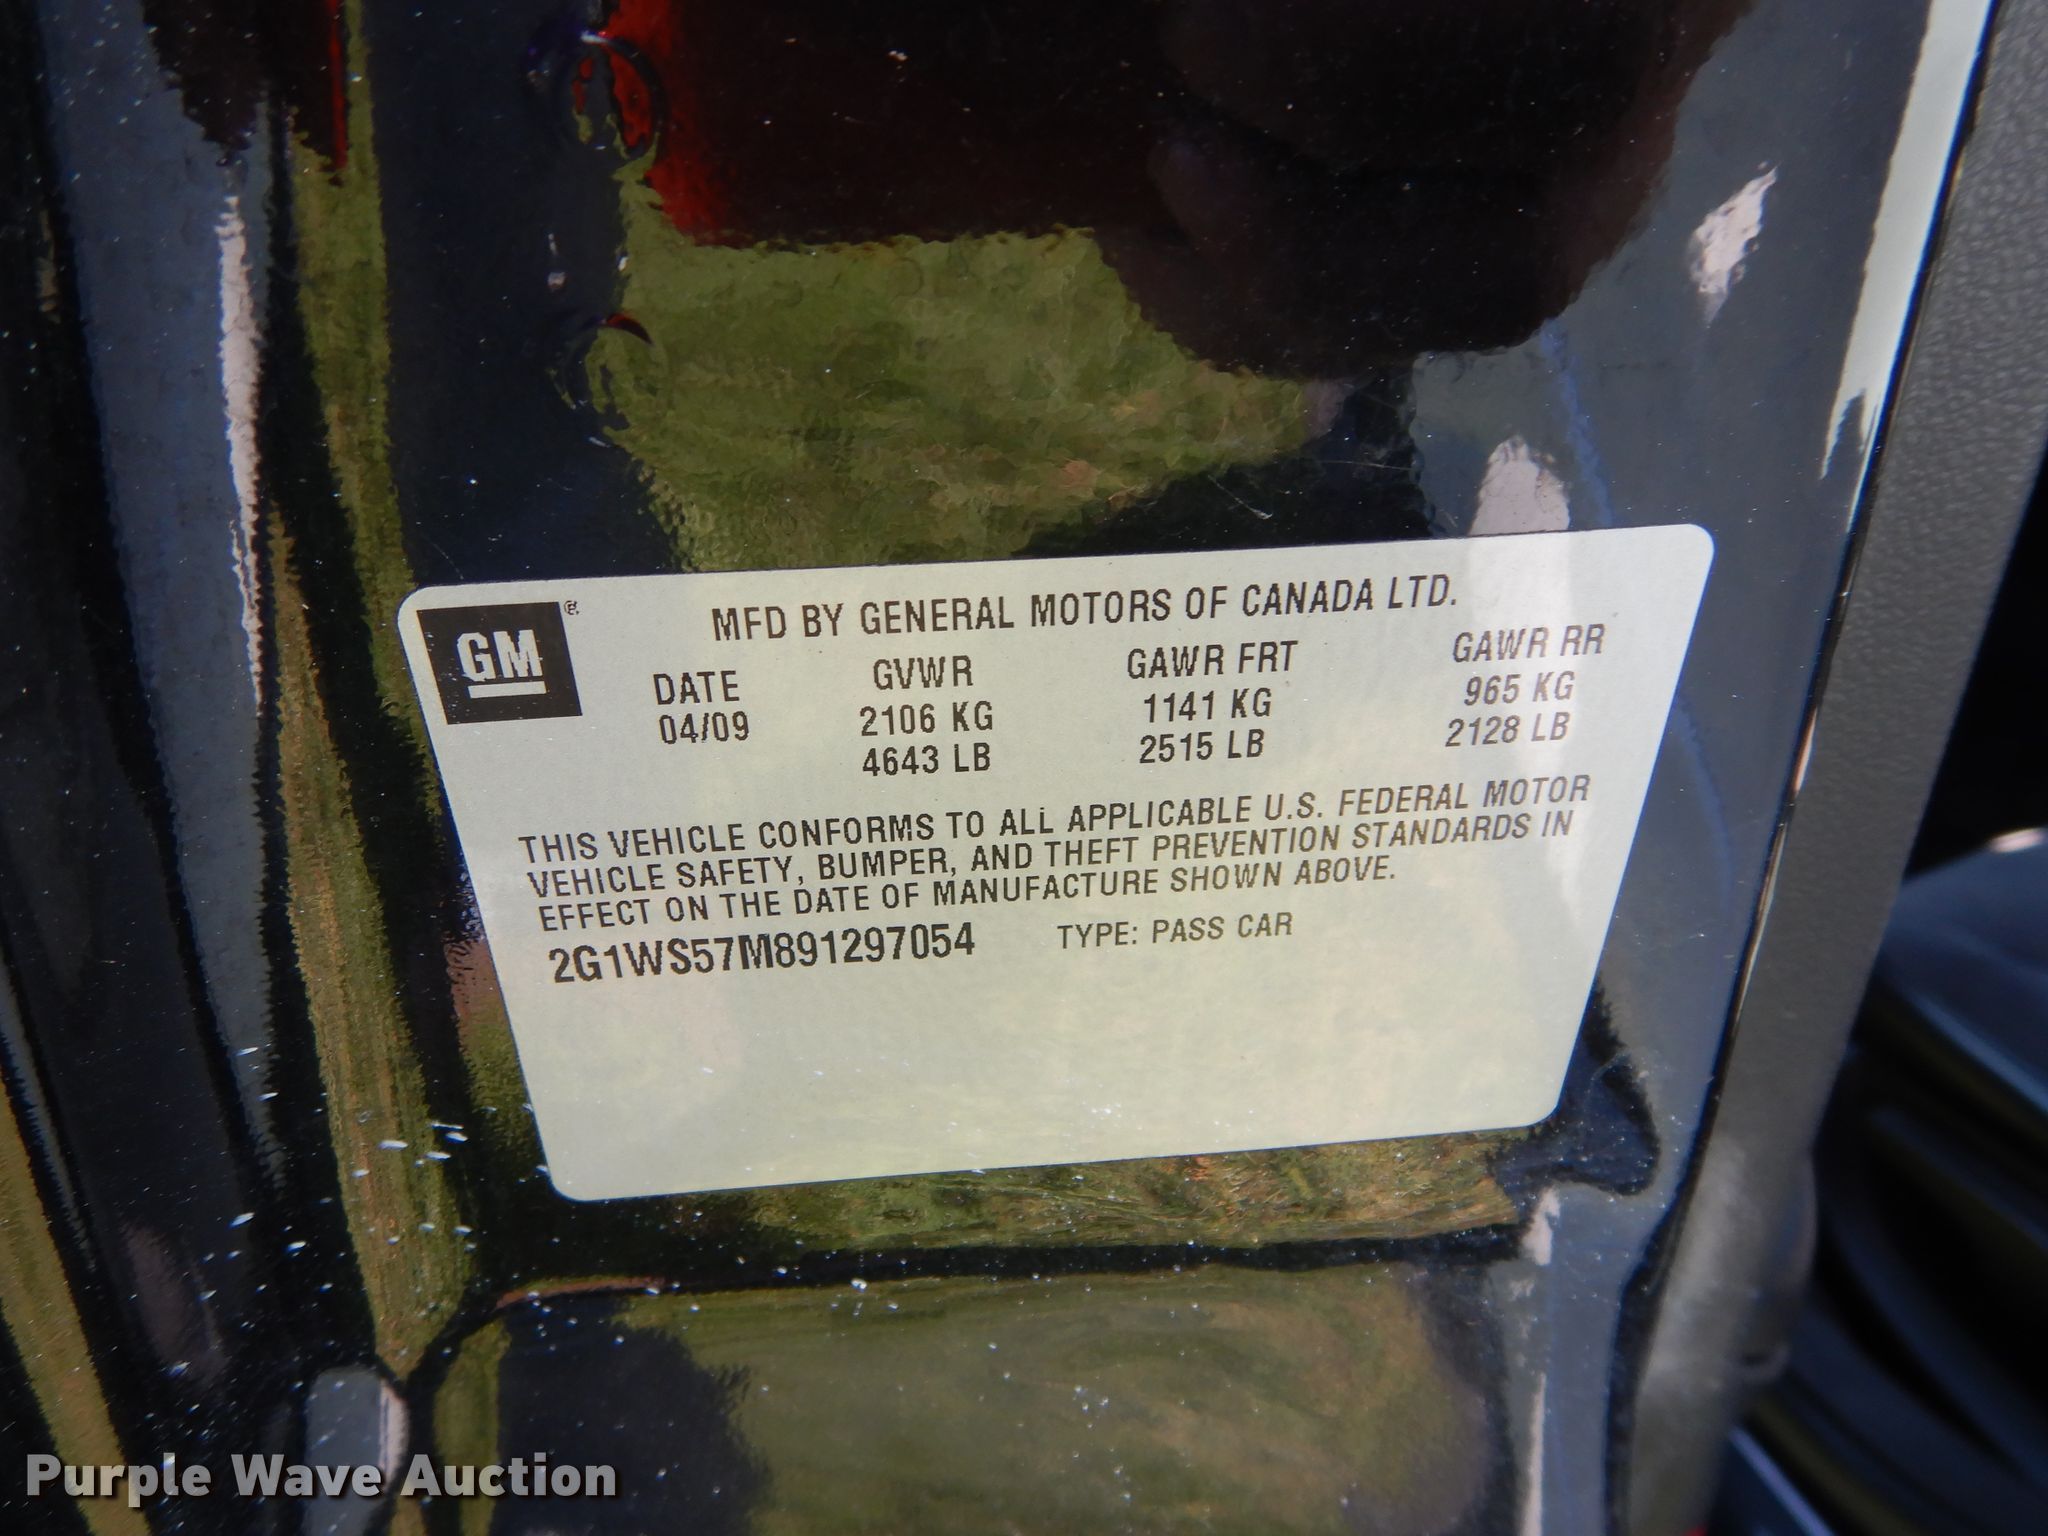 GM ®
MFD BY GENERAL MOTORS OF CANADA LTD.
DATE GVWR GAWR FRT GAWR RR
04/09 2106 KG 1141 KG 965 KG
4643 LB 2515 LB 2128 LB
THIS VEHICLE CONFORMS TO ALL APPLICABLE U.S. FEDERAL MOTOR
VEHICLE SAFETY, BUMPER, AND THEFT PREVENTION STANDARDS IN
EFFECT ON THE DATE OF MANUFACTURE SHOWN ABOVE.
2G1WS57M891297054 TYPE: PASS CAR
Purple Wave Auction